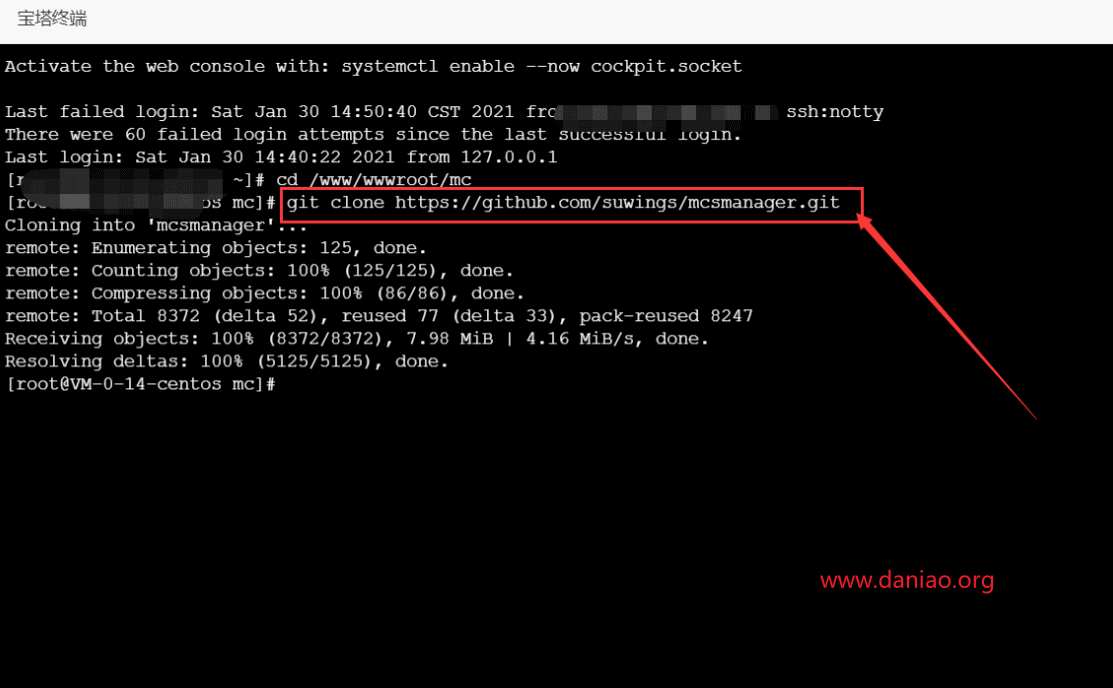 宝塔终端
Activate the web console with: systemctl enable --now cockpit.socket
Last failed login: Sat Jan 30 14:50:40 CST 2021 fro ssh:notty
There were 60 failed login attempts since the last successful login.
Last login: Sat Jan 30 14:40:22 2021 from 127.0.0.1
[r ~]# cd /www/wwwroot/mc
[ro os mc]# git clone https://github.com/suwings/mcsmanager.git
Cloning into 'mcsmanager'...
remote: Enumerating objects: 125, done.
remote: Counting objects: 100% (125/125), done.
remote: Compressing objects: 100% (86/86), done.
remote: Total 8372 (delta 52), reused 77 (delta 33), pack-reused 8247
Receiving objects: 100% (8372/8372), 7.98 MiB | 4.16 MiB/s, done.
Resolving deltas: 100% (5125/5125), done.
[root@VM-0-14-centos mc]#
www.daniao.org